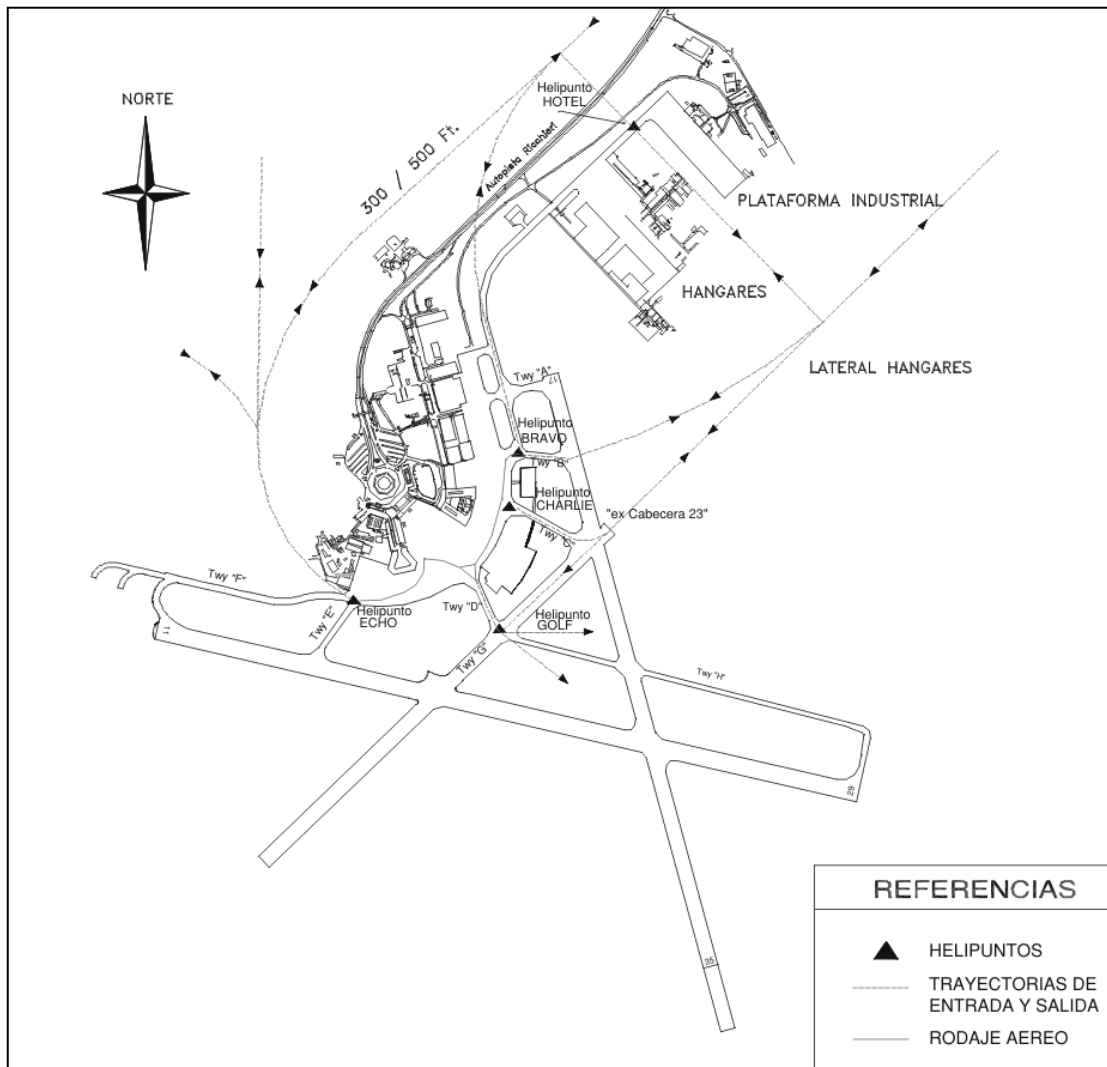 NORTE
Helipunto
HOTEL
300 / 500 Ft.
Autopista Ricchieri
PLATAFORMA INDUSTRIAL
HANGARES
LATERAL HANGARES
Twy "A"
17
Helipunto
BRAVO
Twy "B"
Helipunto
CHARLIE
"ex Cabecera 23"
Twy "C"
Twy "F"
Helipunto
ECHO
Twy "E"
11
Twy "D"
Helipunto
GOLF
Twy "G"
Twy "H"
29
35
REFERENCIAS
HELIPUNTOS
TRAYECTORIAS DE
ENTRADA Y SALIDA
RODAJE AEREO